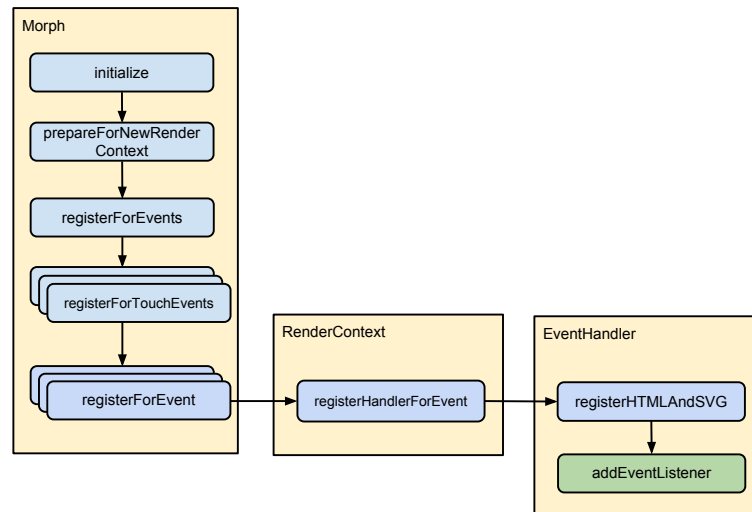 Morph
initialize
prepareForNewRender
Context
registerForEvents
registerForTouchEvents
registerForEvent
RenderContext
registerHandlerForEvent
EventHandler
registerHTMLAndSVG
addEventListener